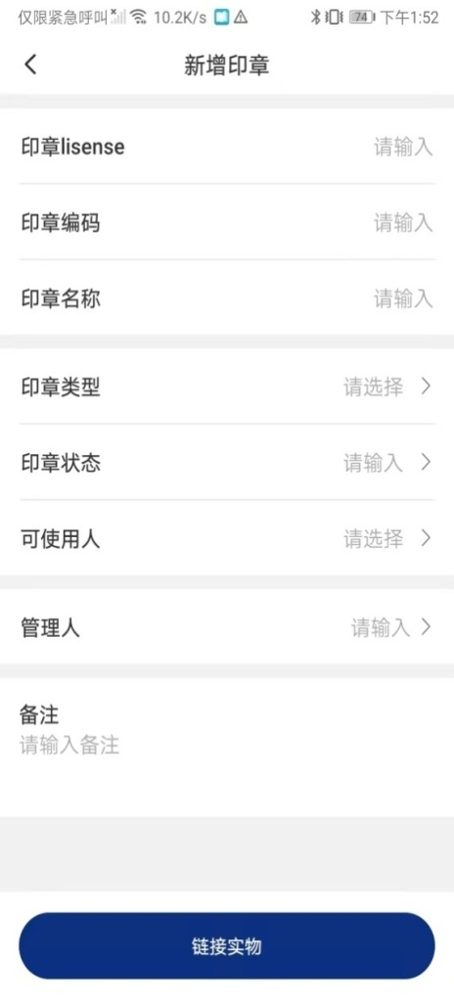 仅限紧急呼叫 10.2K/s 74 下午1:52
新增印章
印章lisense 请输入
印章编码 请输入
印章名称 请输入
印章类型 请选择
印章状态 请输入
可使用人 请选择
管理人 请输入
备注
请输入备注
链接实物